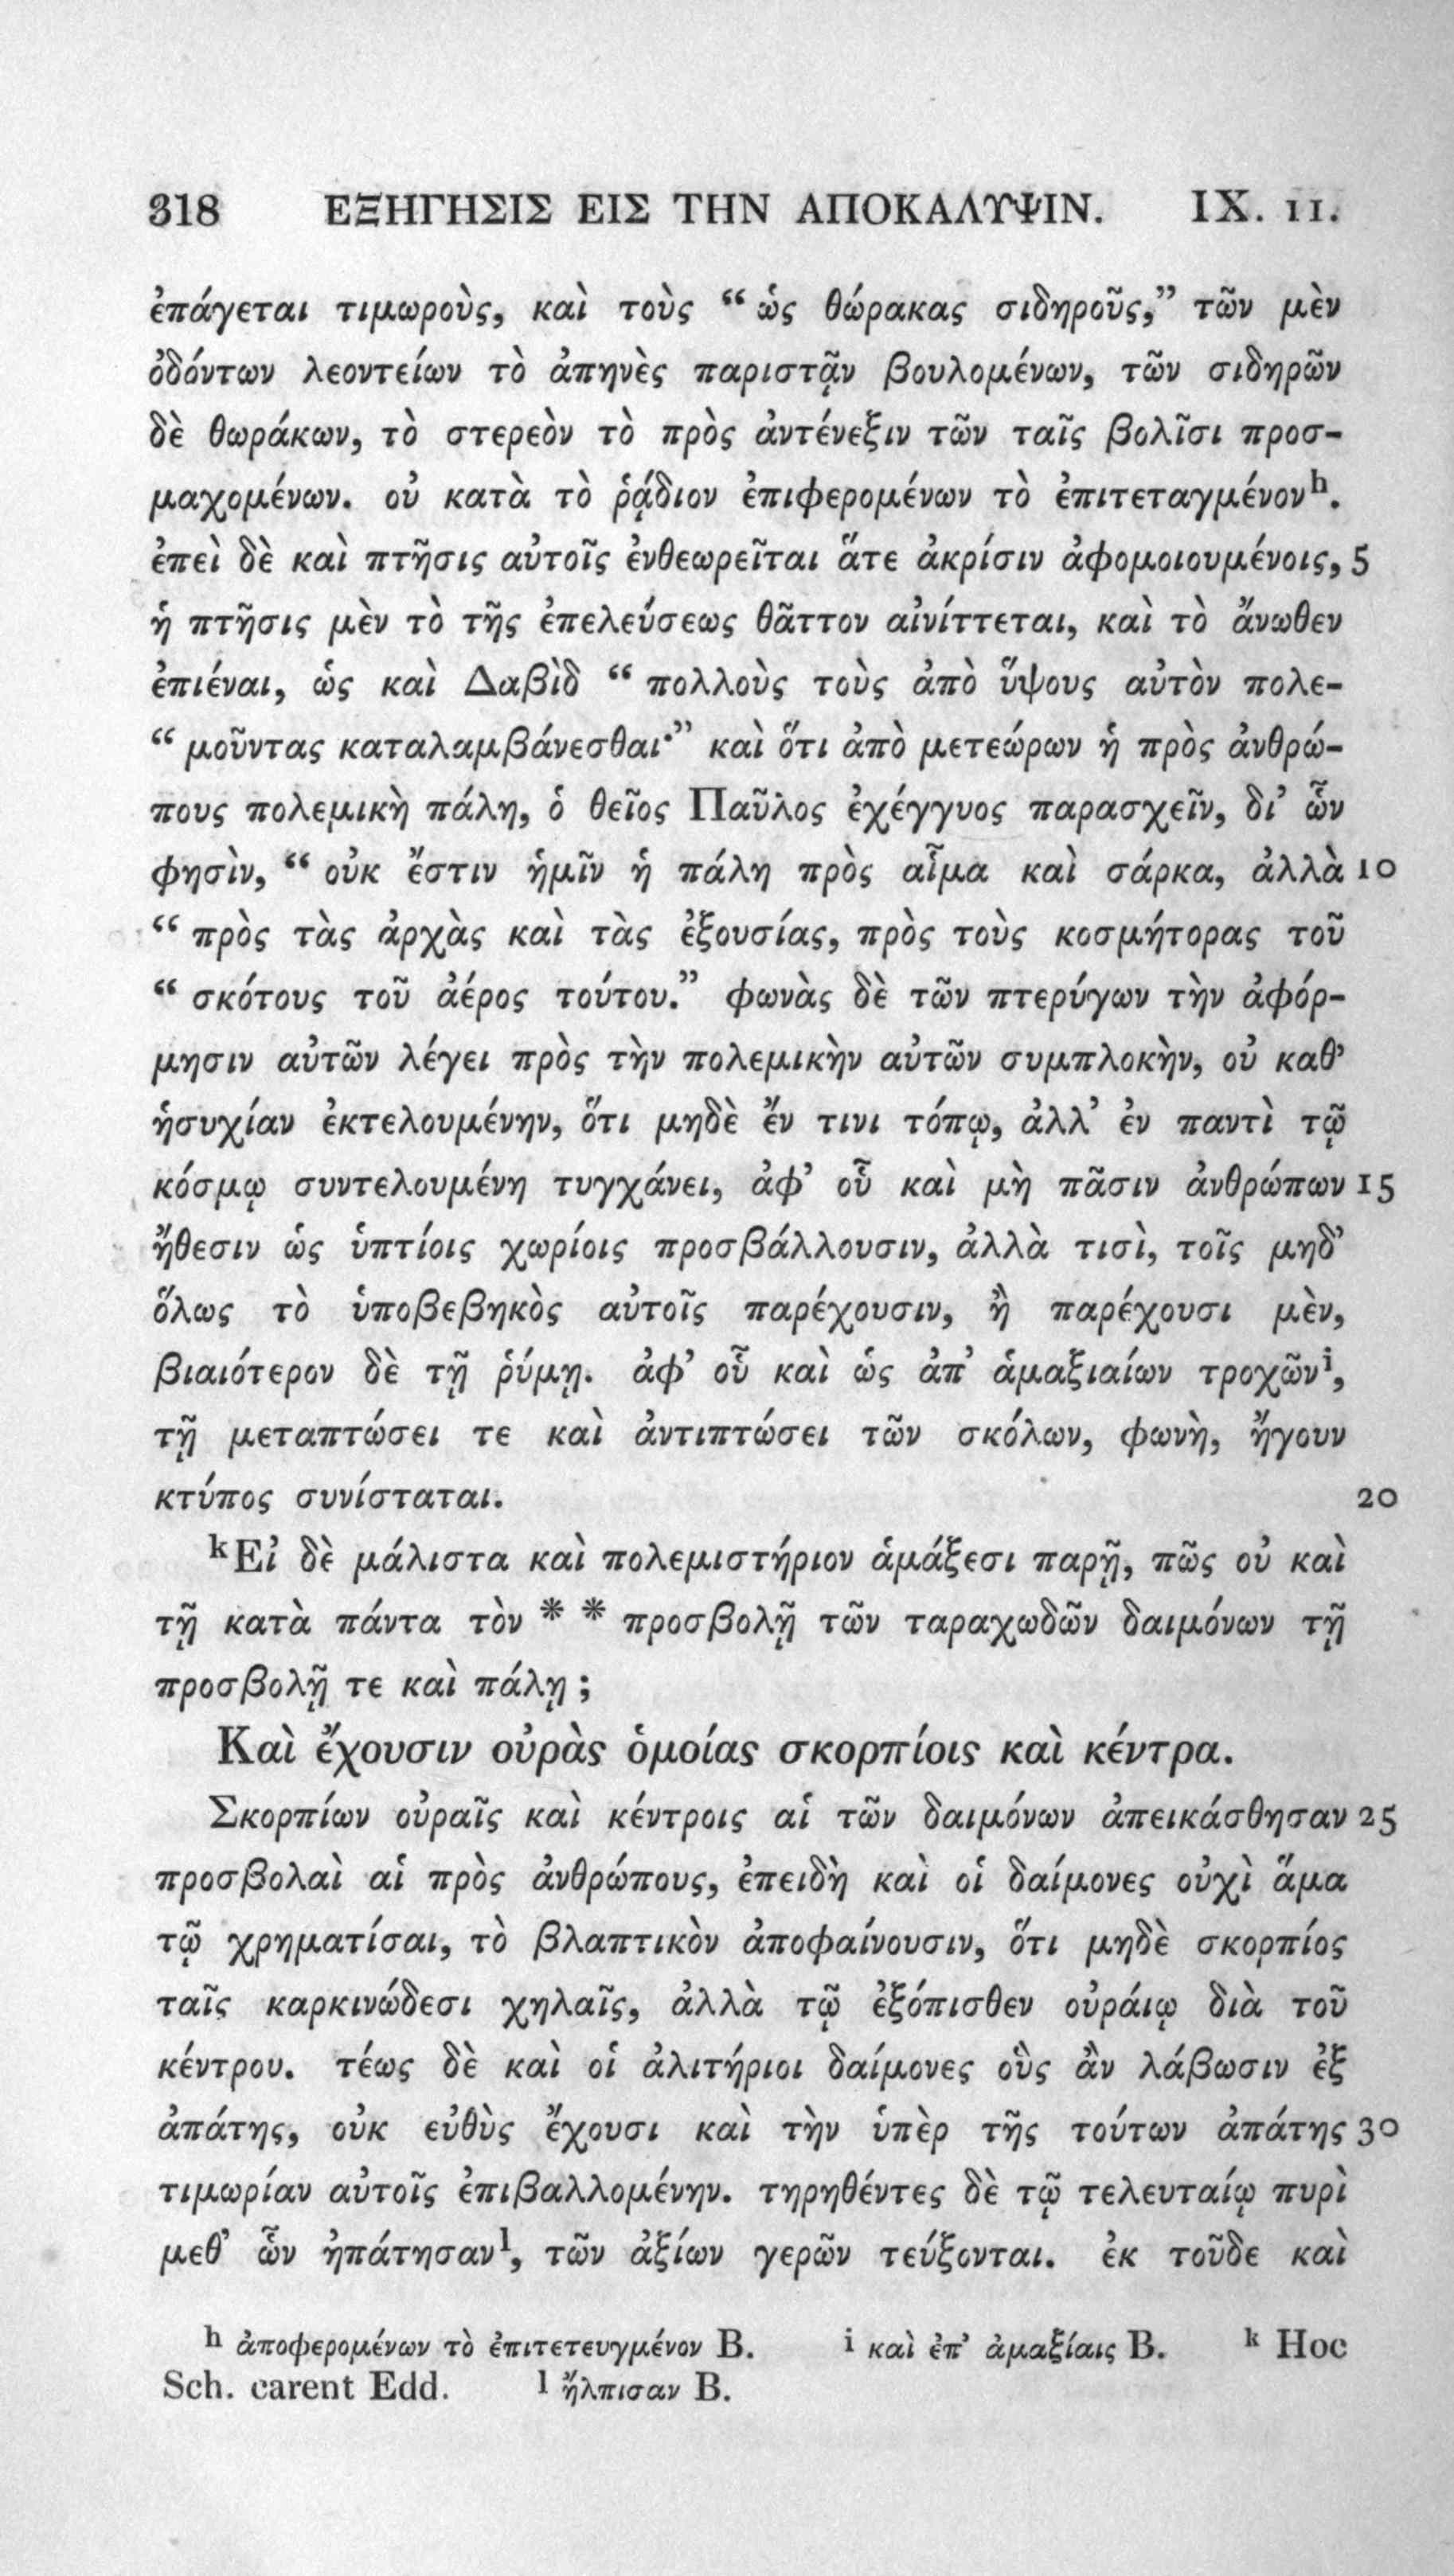 318 ΕΞΗΓΗΣΙΣ ΕΙΣ ΤΗΝ ΑΠΟΚΑΛΥΨΙΝ. IX. 11.
ἐπάγεται τιμωροὺς, καὶ τοὺς “ ὡς θώρακας σιδηροῦς,” τῶν μὲν
ὀδόντων λεοντείων τὸ ἀπηνὲς παριστᾷν βουλομένων, τῶν σιδηρῶν
δὲ θωράκων, τὸ στερεὸν τὸ πρὸς ἀντένεξιν τῶν ταῖς βολῖσι προσ-
μαχομένων. οὐ κατὰ τὸ ῥᾴδιον ἐπιφερομένων τὸ ἐπιτεταγμένον h.
ἐπεὶ δὲ καὶ πτῆσις αὐτοῖς ἐνθεωρεῖται ἅτε ἀκρίσιν ἀφομοιουμένοις, 5
ἡ πτῆσις μὲν τὸ τῆς ἐπελεύσεως θᾶττον αἰνίττεται, καὶ τὸ ἄνωθεν
ἐπιέναι, ὡς καὶ Δαβὶδ “ πολλοὺς τοὺς ἀπὸ ὕψους αὐτὸν πολε-
“ μοῦντας καταλαμβάνεσθαι·” καὶ ὅτι ἀπὸ μετεώρων ἡ πρὸς ἀνθρώ-
πους πολεμικὴ πάλη, ὁ θεῖος Παῦλος ἐχέγγυος παρασχεῖν, δι’ ὧν
φησὶν, “ οὐκ ἔστιν ἡμῖν ἡ πάλη πρὸς αἷμα καὶ σάρκα, ἀλλὰ 10
“ πρὸς τὰς ἀρχὰς καὶ τὰς ἐξουσίας, πρὸς τοὺς κοσμήτορας τοῦ
“ σκότους τοῦ ἀέρος τούτου.” φωνὰς δὲ τῶν πτερύγων τὴν ἀφόρ-
μησιν αὐτῶν λέγει πρὸς τὴν πολεμικὴν αὐτῶν συμπλοκὴν, οὐ καθ’
ἡσυχίαν ἐκτελουμένην, ὅτι μηδὲ ἔν τινι τόπῳ, ἀλλ’ ἐν παντὶ τῷ
κόσμῳ συντελουμένη τυγχάνει, ἀφ’ οὗ καὶ μὴ πᾶσιν ἀνθρώπων 15
ἤθεσιν ὡς ὑπτίοις χωρίοις προσβάλλουσιν, ἀλλὰ τισὶ, τοῖς μηδ’
ὅλως τὸ ὑποβεβηκὸς αὐτοῖς παρέχουσιν, ἢ παρέχουσι μὲν,
βιαιότερον δὲ τῇ ῥύμῃ. ἀφ’ οὗ καὶ ὡς ἀπ’ ἁμαξιαίων τροχῶν i,
τῇ μεταπτώσει τε καὶ ἀντιπτώσει τῶν σκόλων, φωνὴ, ἤγουν
κτύπος συνίσταται. 20
k Εἰ δὲ μάλιστα καὶ πολεμιστήριον ἁμάξεσι παρῇ, πῶς οὐ καὶ
τῇ κατὰ πάντα τὸν * * προσβολῇ τῶν ταραχωδῶν δαιμόνων τῇ
προσβολῇ τε καὶ πάλῃ ;
Καὶ ἔχουσιν οὐρὰς ὁμοίας σκορπίοις καὶ κέντρα.
Σκορπίων οὐραῖς καὶ κέντροις αἱ τῶν δαιμόνων ἀπεικάσθησαν 25
προσβολαὶ αἱ πρὸς ἀνθρώπους, ἐπειδὴ καὶ οἱ δαίμονες οὐχὶ ἅμα
τῷ χρηματίσαι, τὸ βλαπτικὸν ἀποφαίνουσιν, ὅτι μηδὲ σκορπίος
ταῖς καρκινώδεσι χηλαῖς, ἀλλὰ τῷ ἐξόπισθεν οὐράιῳ διὰ τοῦ
κέντρου. τέως δὲ καὶ οἱ ἀλιτήριοι δαίμονες οὓς ἂν λάβωσιν ἐξ
ἀπάτης, οὐκ εὐθὺς ἔχουσι καὶ τὴν ὑπὲρ τῆς τούτων ἀπάτης 30
τιμωρίαν αὐτοῖς ἐπιβαλλομένην. τηρηθέντες δὲ τῷ τελευταίῳ πυρὶ
μεθ’ ὧν ἠπάτησαν l, τῶν ἀξίων γερῶν τεύξονται. ἐκ τοῦδε καὶ
h ἀποφερομένων τὸ ἐπιτετευγμένον B. i καὶ ἐπ’ ἁμαξίαις B. k Hoc
Sch. carent Edd. l ἤλπισαν B.